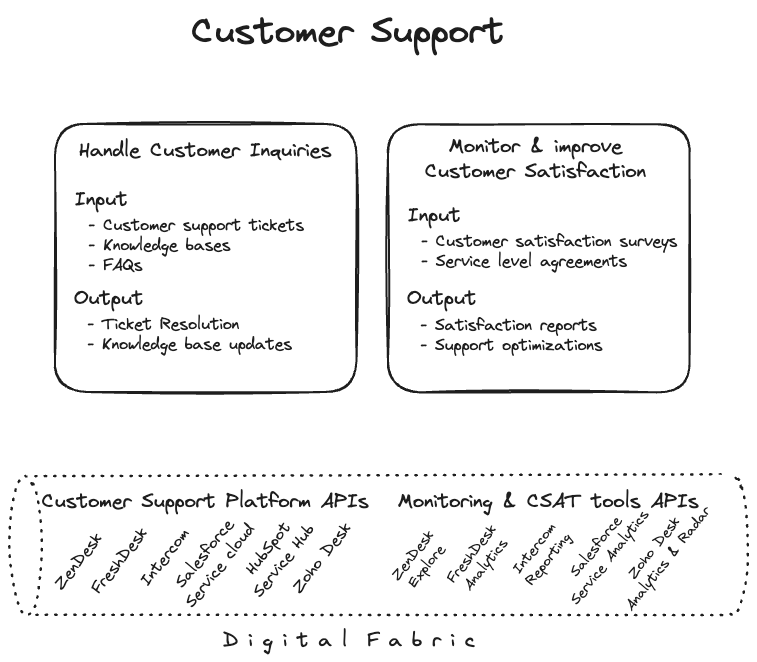 Customer Support
Handle Customer Inquiries
Input
- Customer support tickets
- Knowledge bases
- FAQs
Output
- Ticket Resolution
- Knowledge base updates
Monitor & improve
Customer Satisfaction
Input
- Customer satisfaction surveys
- Service level agreements
Output
- Satisfaction reports
- Support optimizations
Customer Support Platform APIs
ZenDesk
FreshDesk
Intercom
Salesforce
Service cloud
HubSpot
Service Hub
Zoho Desk
Monitoring & CSAT tools APIs
ZenDesk
Explore
FreshDesk
Analytics
Intercom
Reporting
Salesforce
Service Analytics
Zoho Desk
Analytics & Radar
Digital Fabric